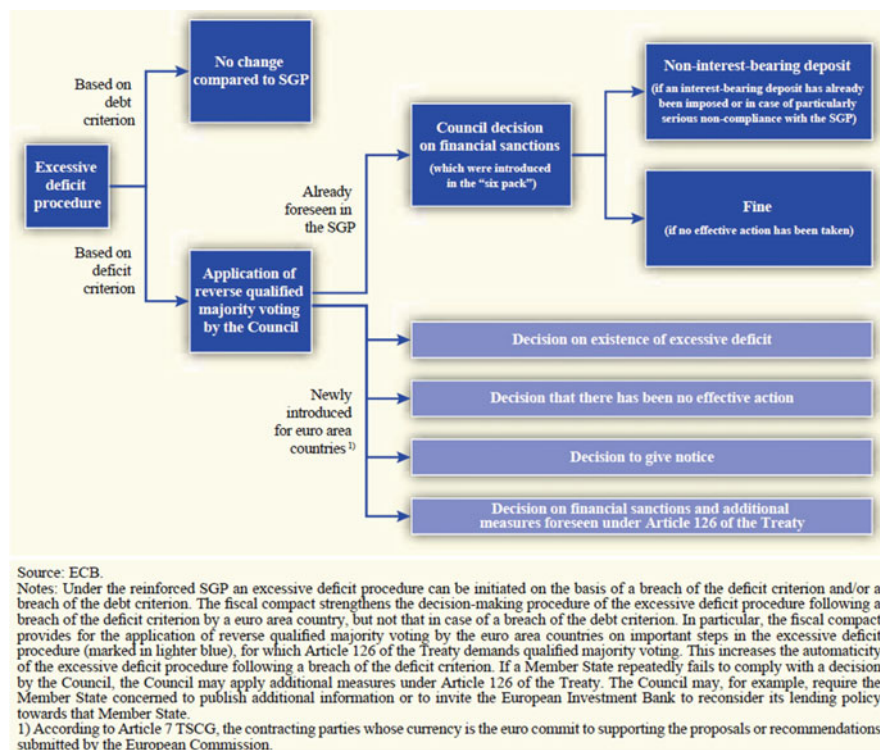 No change
compared to SGP
Based on
debt
criterion
Excessive
deficit
procedure
Based on
deficit
criterion
Application of
reverse qualified
majority voting
by the Council
Already
foreseen in
the SGP
Council decision
on financial sanctions
(which were introduced
in the “six pack”)
Non-interest-bearing deposit
(if an interest-bearing deposit has already
been imposed or in case of particularly
serious non-compliance with the SGP)
Fine
(if no effective action has been taken)
Newly
introduced
for euro area
countries 1)
Decision on existence of excessive deficit
Decision that there has been no effective action
Decision to give notice
Decision on financial sanctions and additional
measures foreseen under Article 126 of the Treaty
Source: ECB.
Notes: Under the reinforced SGP an excessive deficit procedure can be initiated on the basis of a breach of the deficit criterion and/or a
breach of the debt criterion. The fiscal compact strengthens the decision-making procedure of the excessive deficit procedure following a
breach of the deficit criterion by a euro area country, but not that in case of a breach of the debt criterion. In particular, the fiscal compact
provides for the application of reverse qualified majority voting by the euro area countries on important steps in the excessive deficit
procedure (marked in lighter blue), for which Article 126 of the Treaty demands qualified majority voting. This increases the automaticity
of the excessive deficit procedure following a breach of the deficit criterion. If a Member State repeatedly fails to comply with a decision
by the Council, the Council may apply additional measures under Article 126 of the Treaty. The Council may, for example, require the
Member State concerned to publish additional information or to invite the European Investment Bank to reconsider its lending policy
towards that Member State.
1) According to Article 7 TSCG, the contracting parties whose currency is the euro commit to supporting the proposals or recommendations
submitted by the European Commission.